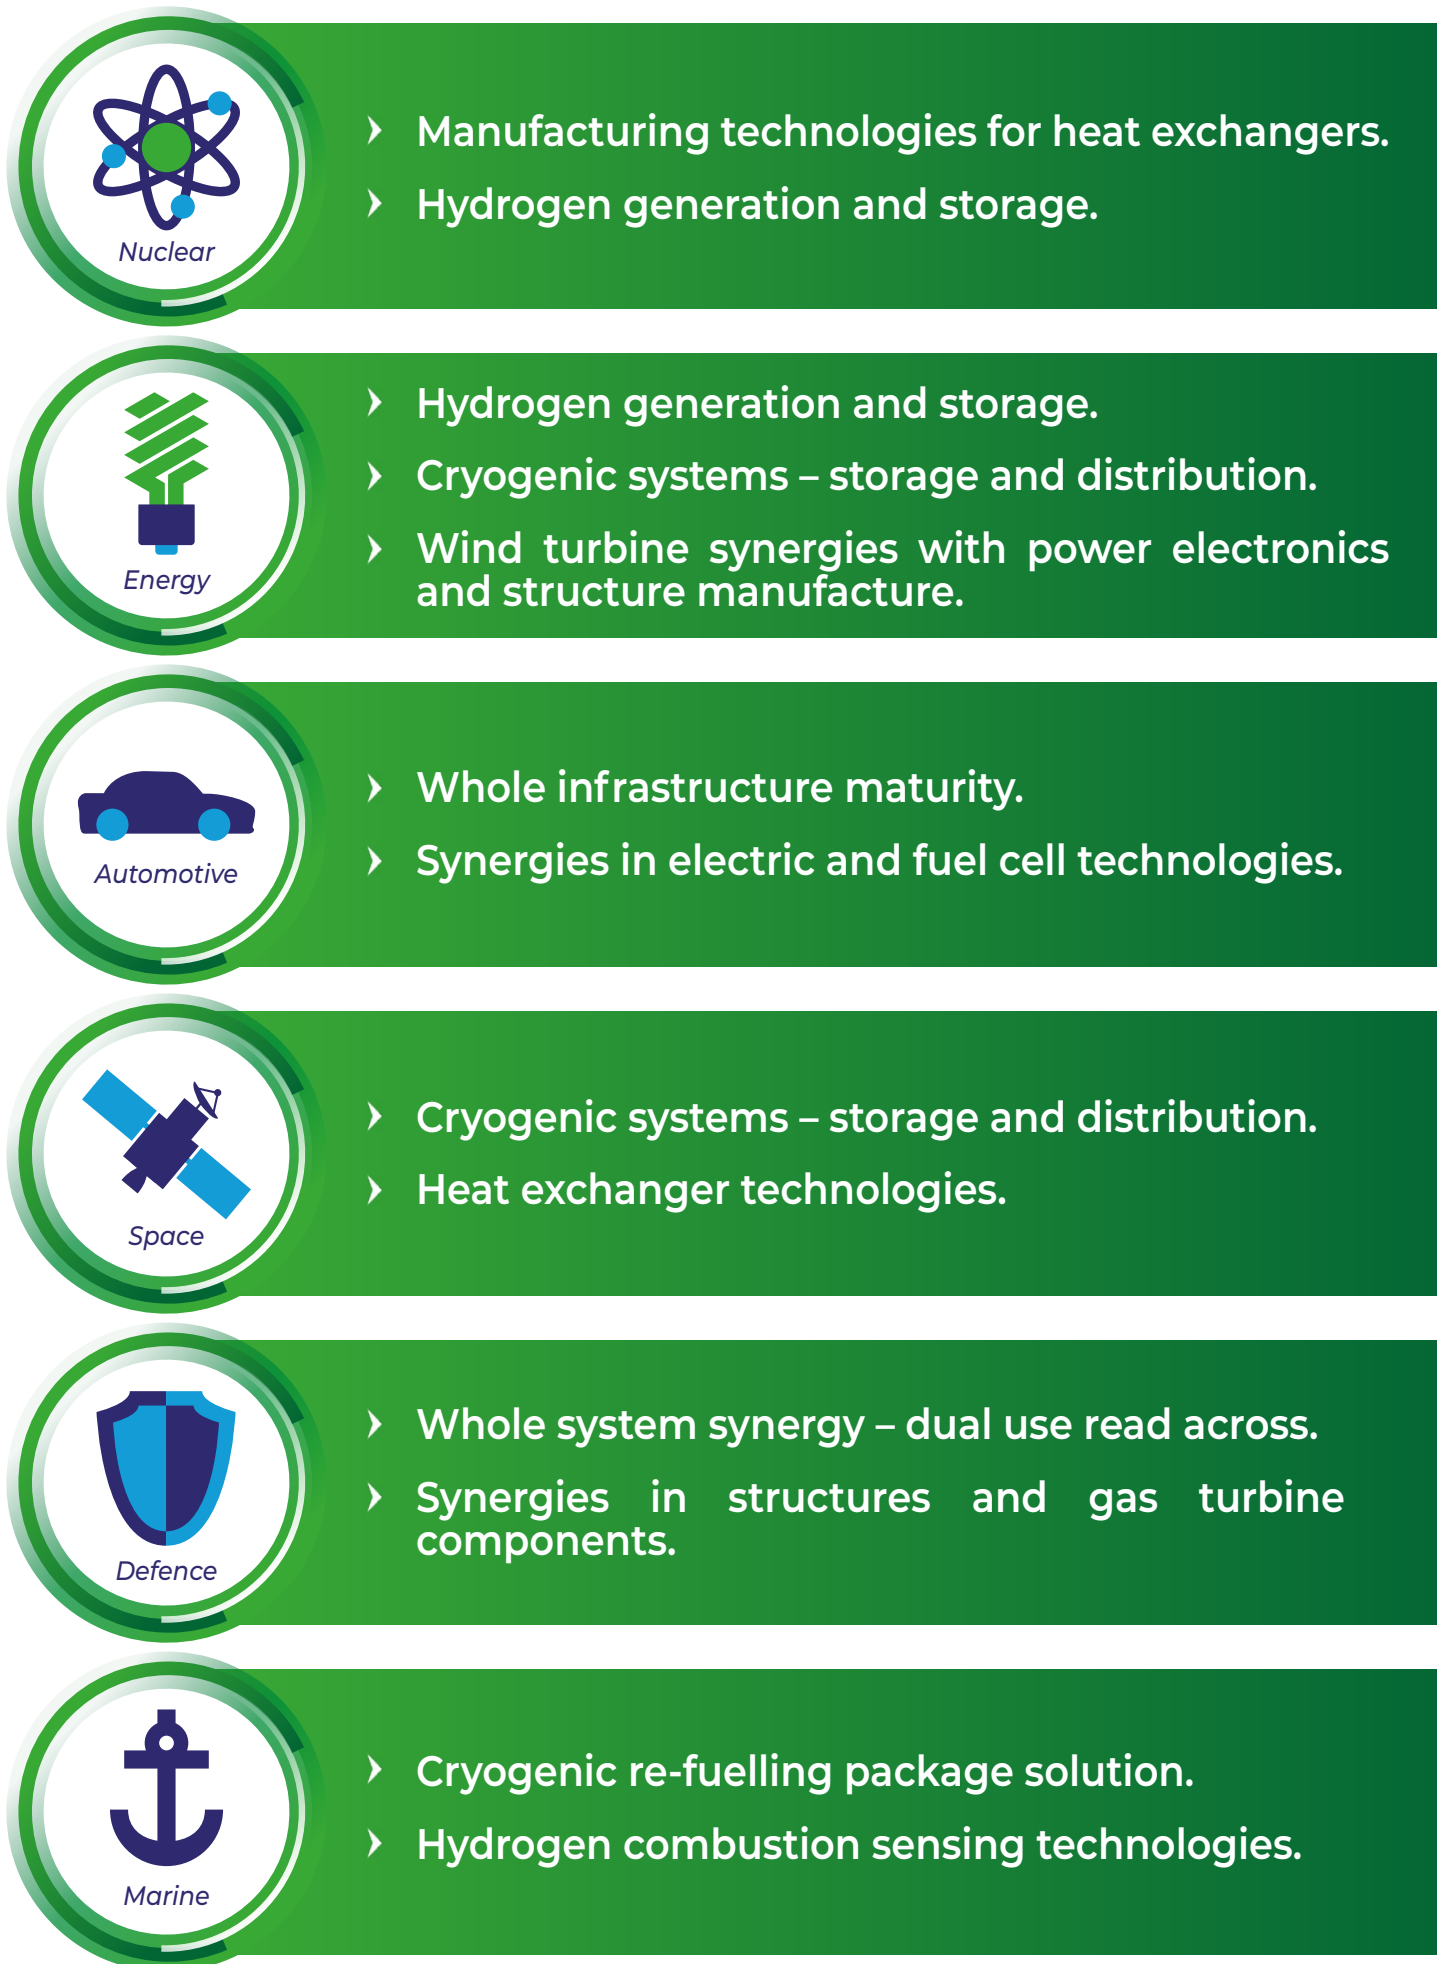 Nuclear
Manufacturing technologies for heat exchangers.
Hydrogen generation and storage.
Energy
Hydrogen generation and storage.
Cryogenic systems – storage and distribution.
Wind turbine synergies with power electronics
and structure manufacture.
Automotive
Whole infrastructure maturity.
Synergies in electric and fuel cell technologies.
Space
Cryogenic systems – storage and distribution.
Heat exchanger technologies.
Defence
Whole system synergy – dual use read across.
Synergies in structures and gas turbine
components.
Marine
Cryogenic re-fuelling package solution.
Hydrogen combustion sensing technologies.